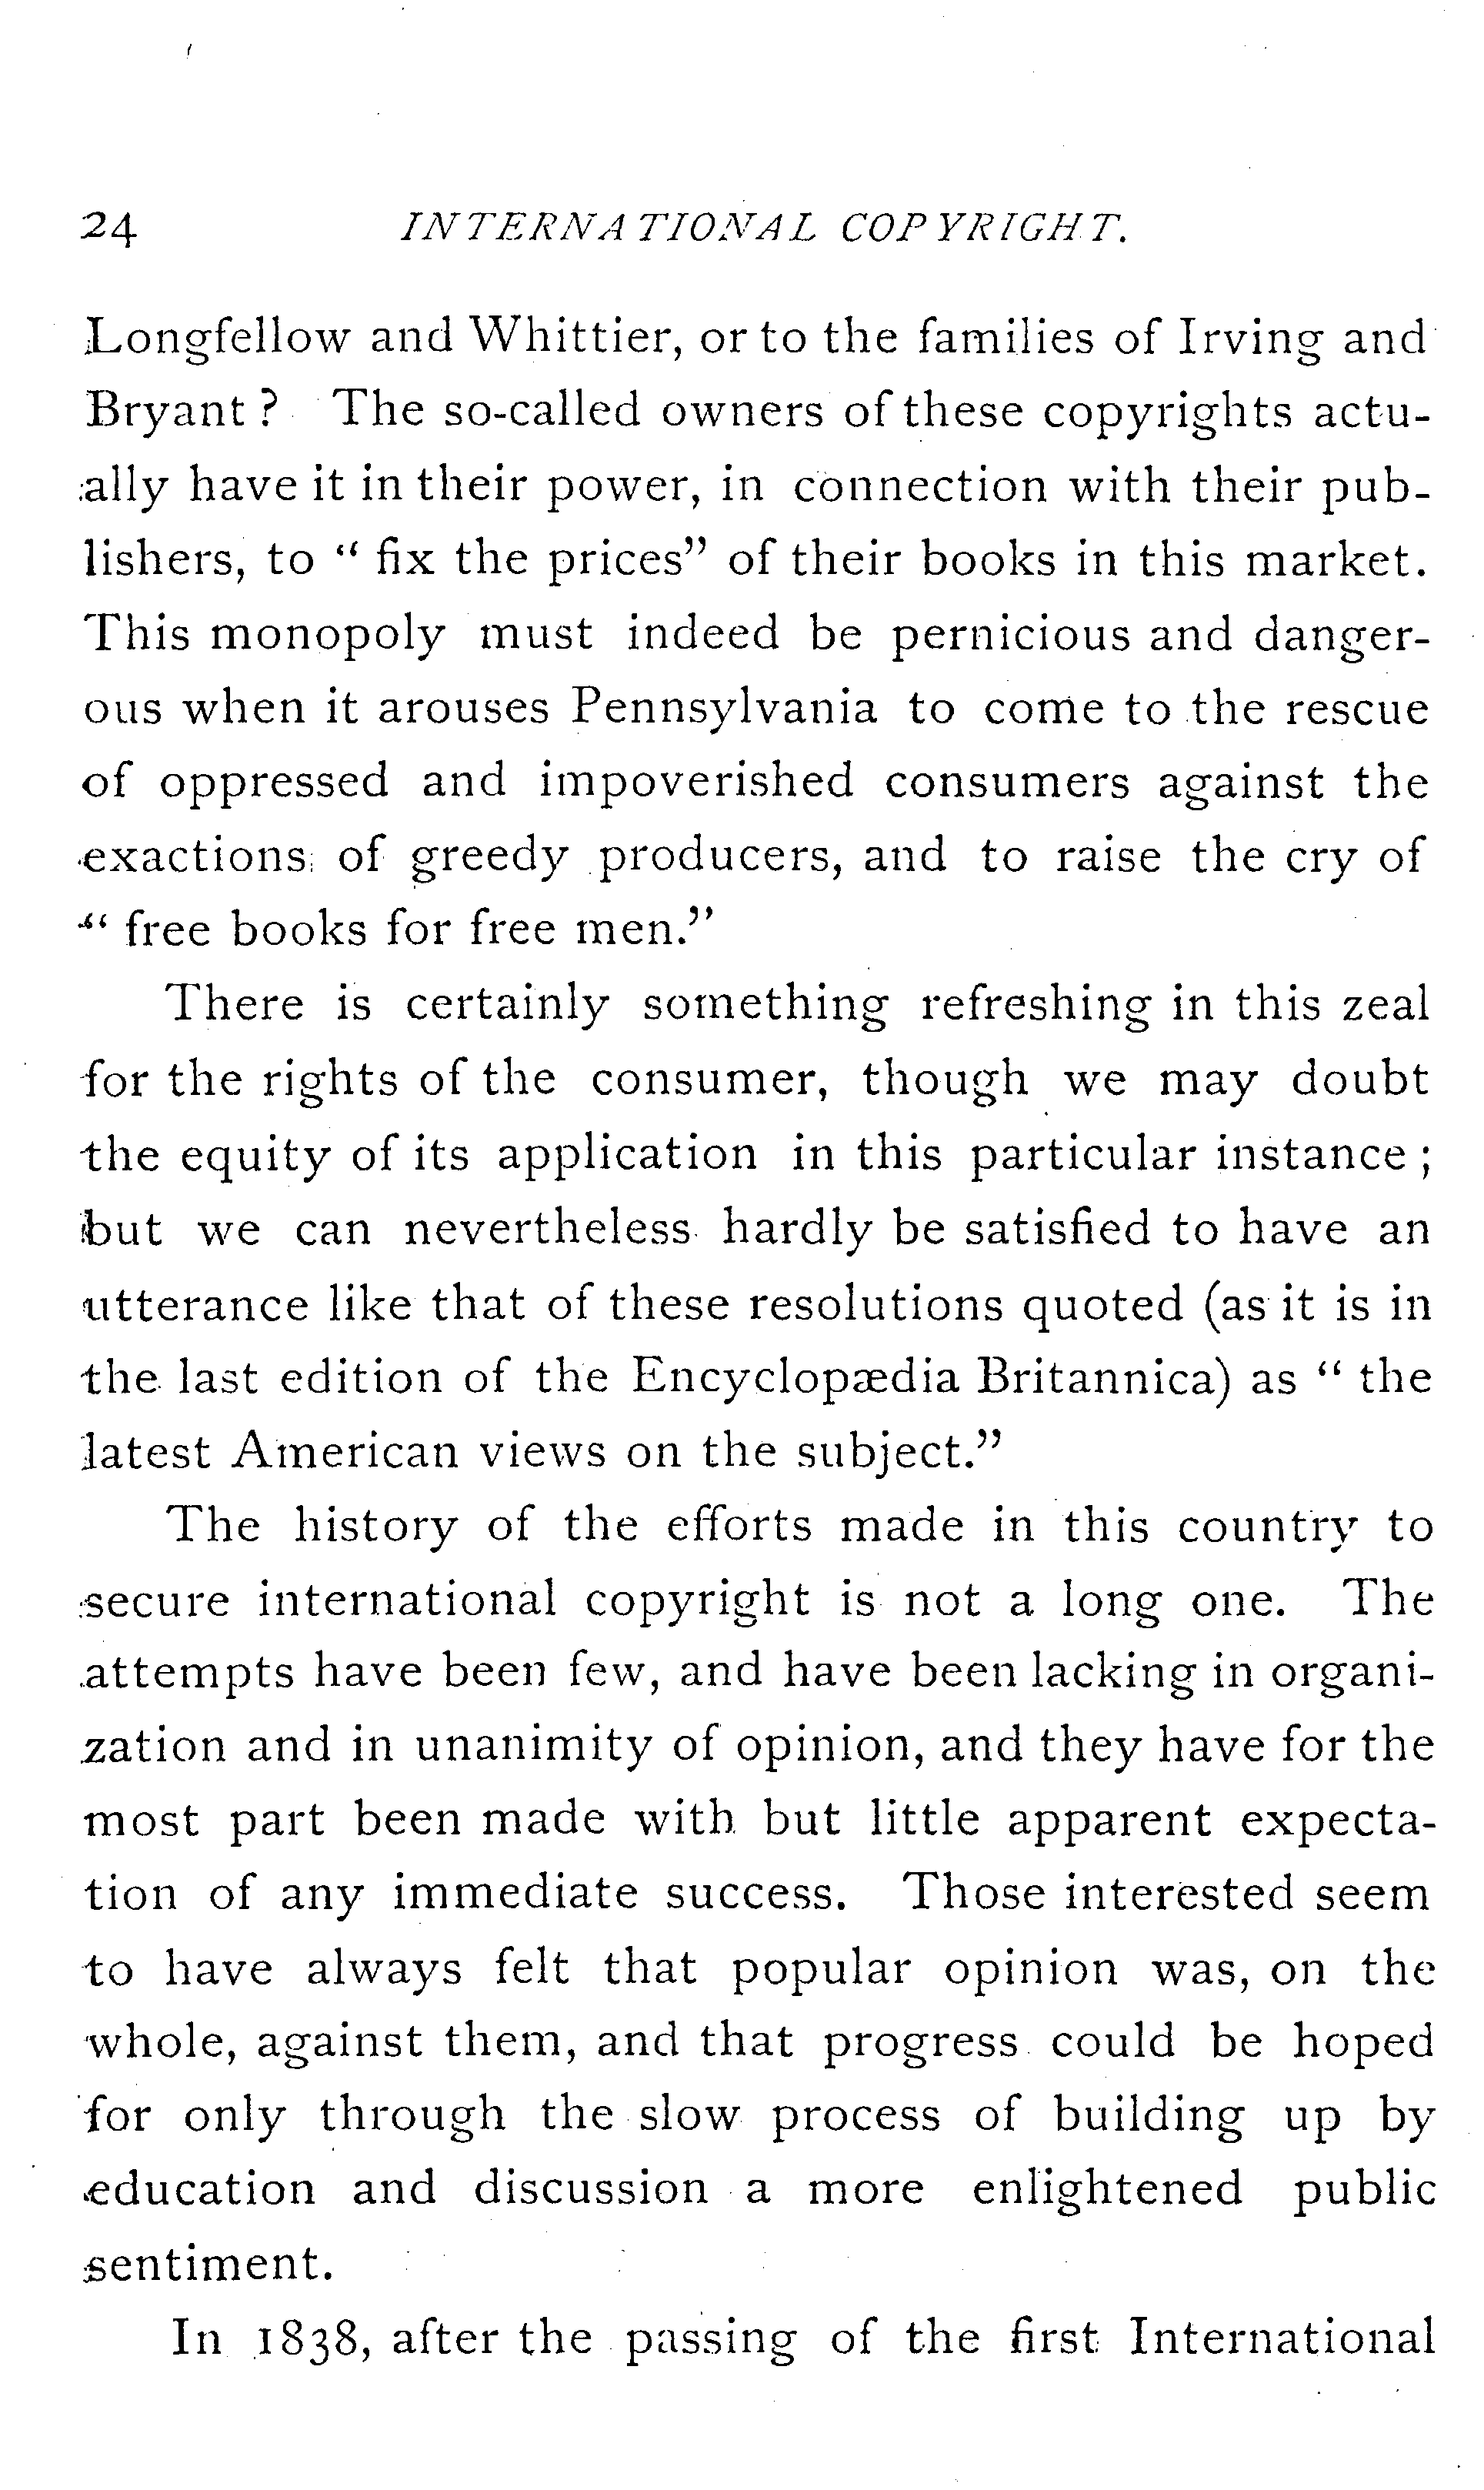 24 INTERNATIONAL COPYRIGHT.
Longfellow and Whittier, or to the families of Irving and
Bryant ? The so-called owners of these copyrights actu-
ally have it in their power, in connection with their pub-
lishers, to “ fix the prices” of their books in this market.
This monopoly must indeed be pernicious and danger-
ous when it arouses Pennsylvania to come to the rescue
of oppressed and impoverished consumers against the
exactions of greedy producers, and to raise the cry of
“ free books for free men.”
There is certainly something refreshing in this zeal
for the rights of the consumer, though we may doubt
the equity of its application in this particular instance ;
but we can nevertheless hardly be satisfied to have an
utterance like that of these resolutions quoted (as it is in
the last edition of the Encyclopædia Britannica) as “ the
latest American views on the subject.”
The history of the efforts made in this country to
secure international copyright is not a long one. The
attempts have been few, and have been lacking in organi-
zation and in unanimity of opinion, and they have for the
most part been made with but little apparent expecta-
tion of any immediate success. Those interested seem
to have always felt that popular opinion was, on the
whole, against them, and that progress could be hoped
for only through the slow process of building up by
education and discussion a more enlightened public
sentiment.
In 1838, after the passing of the first International